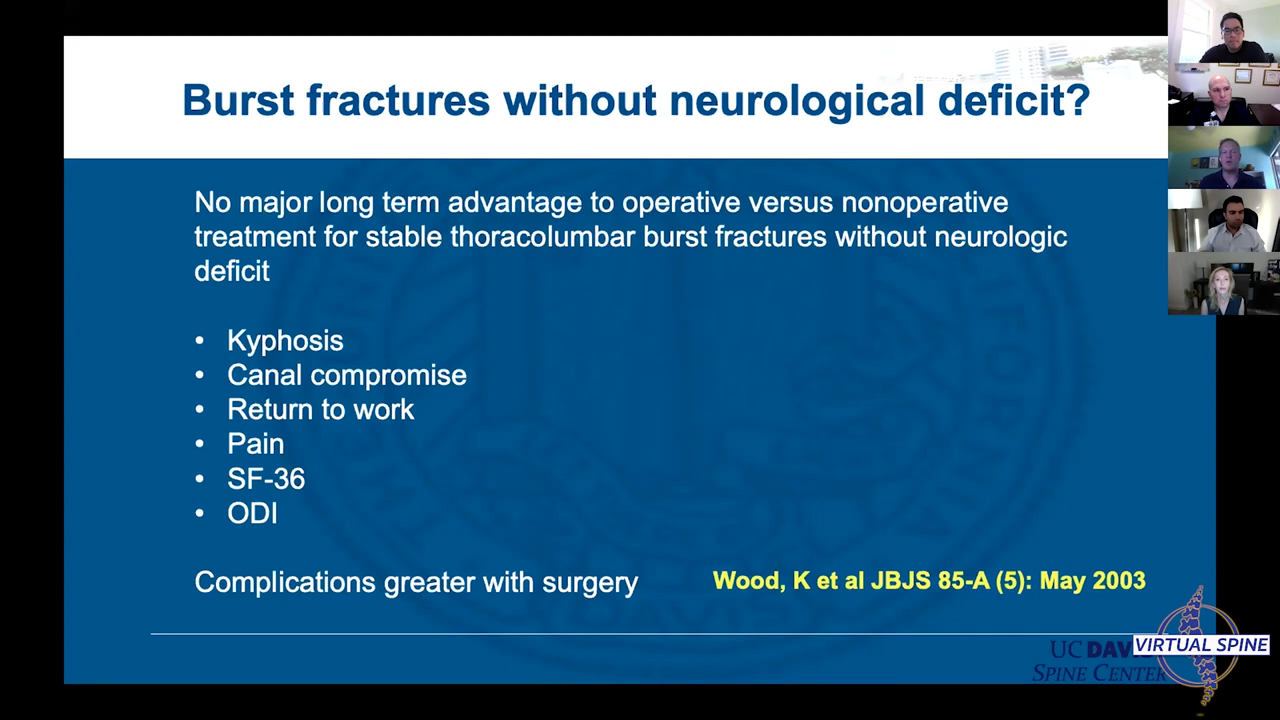 Burst fractures without neurological deficit?
No major long term advantage to operative versus nonoperative
treatment for stable thoracolumbar burst fractures without neurologic
deficit
• Kyphosis
• Canal compromise
• Return to work
• Pain
• SF-36
• ODI
Complications greater with surgery
Wood, K et al JBJS 85-A (5): May 2003
UC DAV
VIRTUAL SPINE
SPINE CENTER